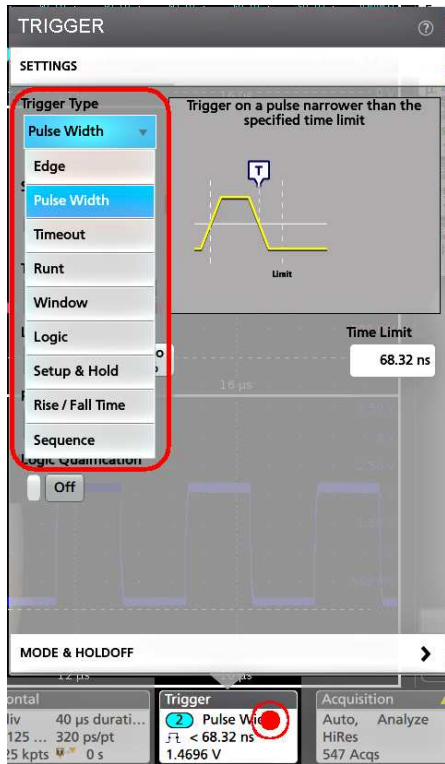 TRIGGER
?
SETTINGS
Trigger Type
Pulse Width
Edge
Pulse Width
Timeout
Runt
Window
Logic
Setup & Hold
Rise / Fall Time
Sequence
Trigger on a pulse narrower than the
specified time limit
T
Limit
Time Limit
68.32 ns
16 µs
Logic Qualification
Off
MODE & HOLDOFF
12 µs
Trigger
2 Pulse
< 68.32 ns
1.4696 V
40 µs durati...
320 ps/pt
0 s
Acquisition
Auto, Analyze
HiRes
547 Acqs